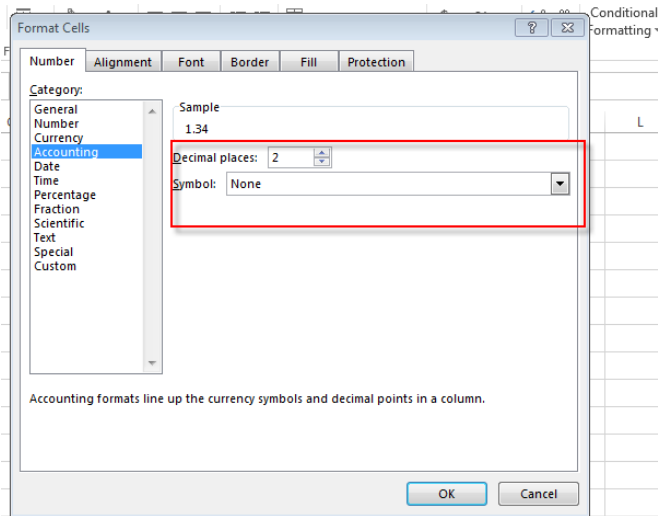 Conditional
Formatting
Format Cells
Number Alignment Font Border Fill Protection
Category:
General
Number
Currency
Accounting
Date
Time
Percentage
Fraction
Scientific
Text
Special
Custom
Sample
1.34
Decimal places: 2
Symbol: None
L
Accounting formats line up the currency symbols and decimal points in a column.
OK Cancel